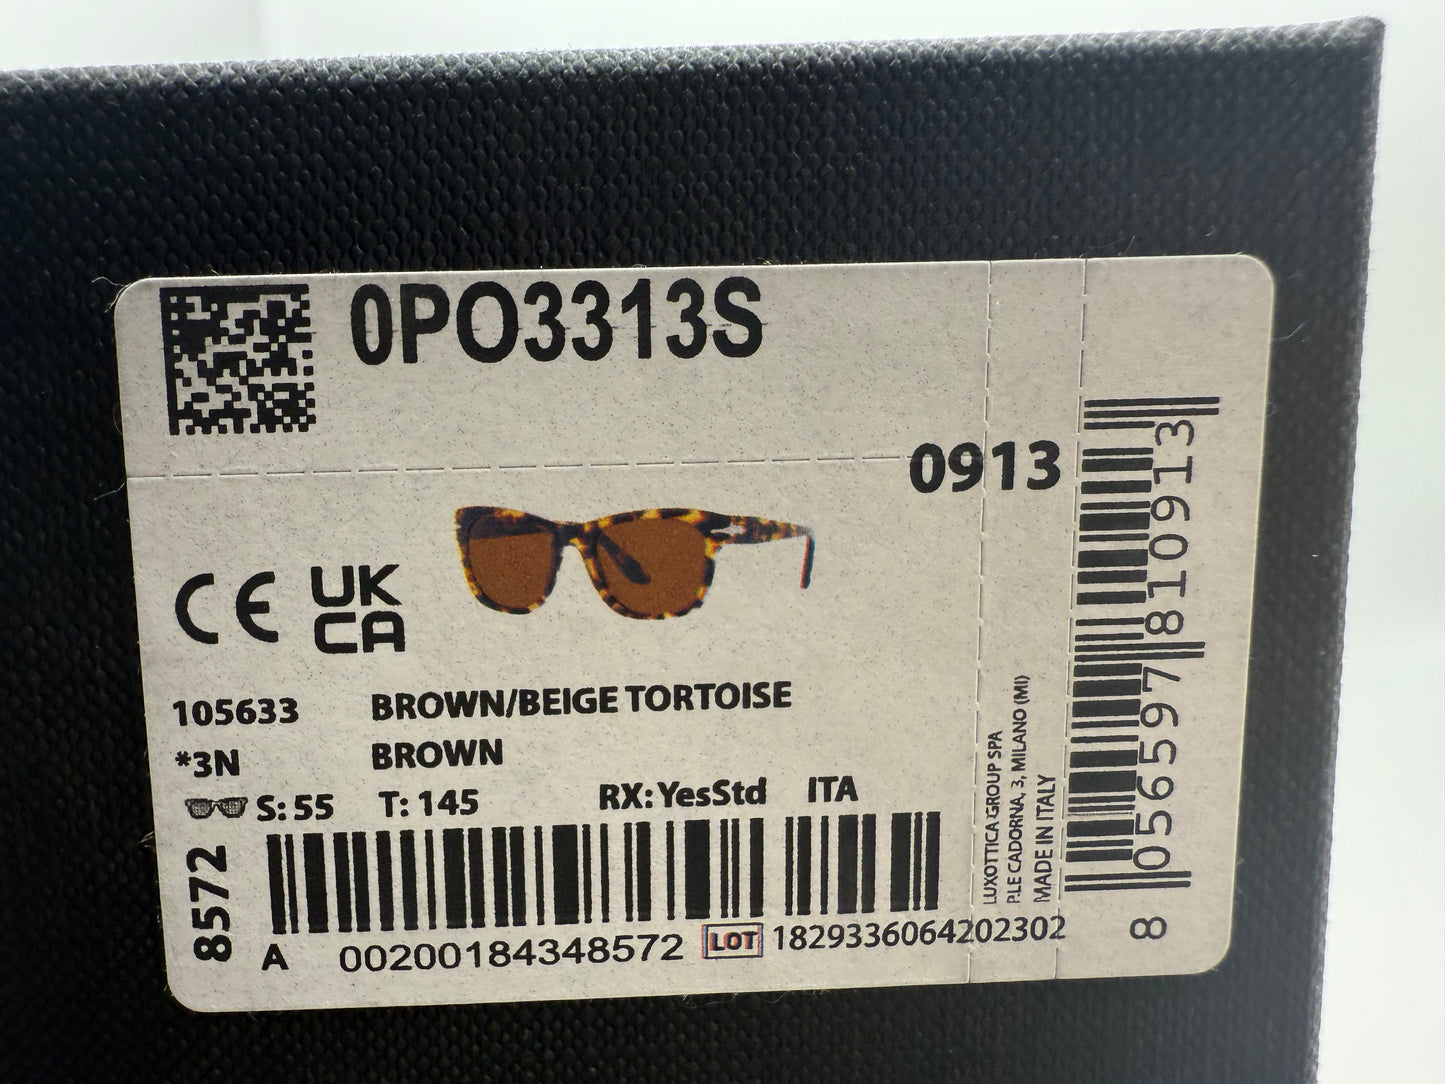 0PO3313S
0913
CE UK
CA
105633 BROWN/BEIGE TORTOISE
*3N BROWN
S: 55 T: 145 RX: YesStd ITA
8572
A 00200184348572 LOT 1829336064202302
LUXOTTICA GROUP SPA
P.LE CADORNA, 3, MILANO (MI)
MADE IN ITALY
8 056597 810913